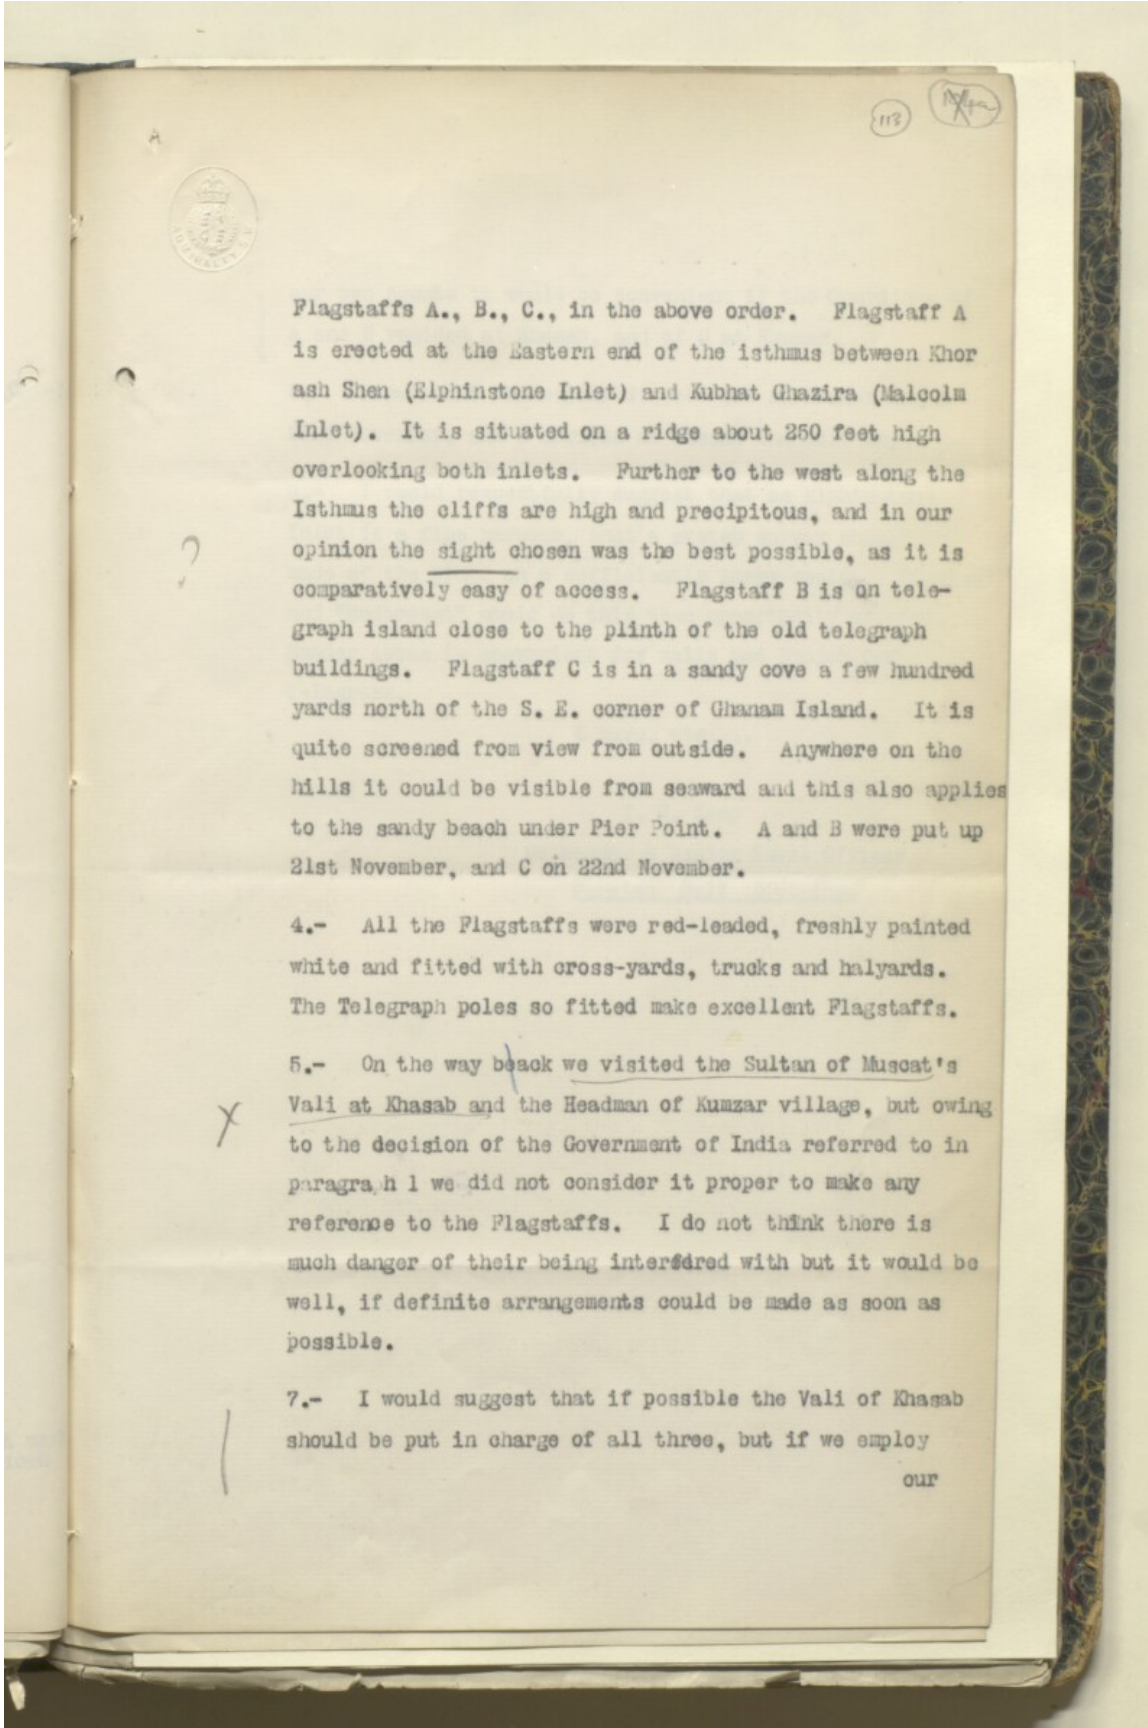 113
ADMIRALTY S.V.
Flagstaffs A., B., C., in the above order. Flagstaff A
is erected at the Eastern end of the isthmus between Khor
ash Shen (Elphinstone Inlet) and Kubhat Ghazira (Malcolm
Inlet). It is situated on a ridge about 250 feet high
overlooking both inlets. Further to the west along the
Isthmus the cliffs are high and precipitous, and in our
opinion the sight chosen was the best possible, as it is
?
comparatively easy of access. Flagstaff B is on tele-
graph island close to the plinth of the old telegraph
buildings. Flagstaff C is in a sandy cove a few hundred
yards north of the S. E. corner of Ghanam Island. It is
quite screened from view from outside. Anywhere on the
hills it could be visible from seaward and this also applies
to the sandy beach under Pier Point. A and B were put up
21st November, and C on 22nd November.
4.- All the Flagstaffs were red-leaded, freshly painted
white and fitted with cross-yards, trucks and halyards.
The Telegraph poles so fitted make excellent Flagstaffs.
5.- On the way beack we visited the Sultan of Muscat's
X Vali at Khasab and the Headman of Kumzar village, but owing
to the decision of the Government of India referred to in
paragra h 1 we did not consider it proper to make any
reference to the Flagstaffs. I do not think there is
much danger of their being interfered with but it would be
well, if definite arrangements could be made as soon as
possible.
7.- I would suggest that if possible the Vali of Khasab
should be put in charge of all three, but if we employ
our